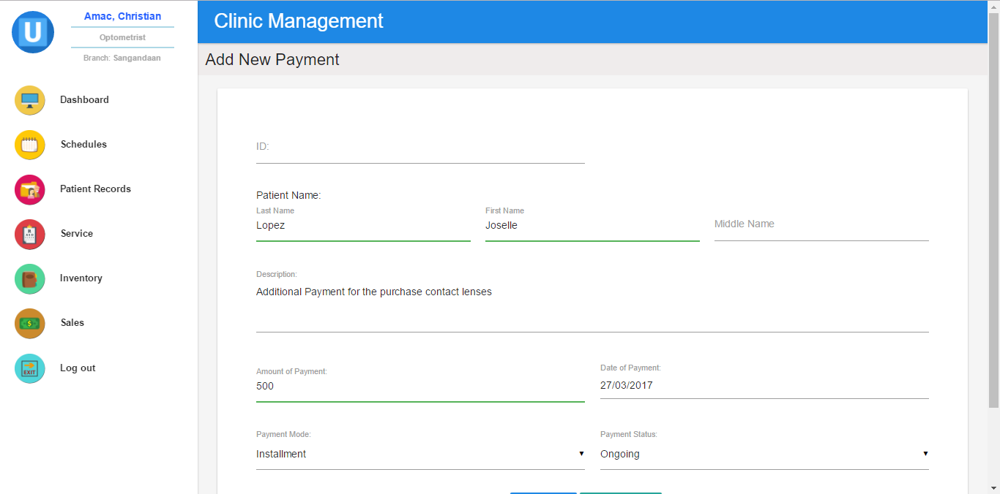 U
Amac, Christian
Optometrist
Branch: Sangandaan
Dashboard
Schedules
Patient Records
Service
Inventory
Sales
EXIT
Log out
Clinic Management
Add New Payment
ID:
Patient Name:
Last Name
Lopez
First Name
Joselle
Middle Name
Description:
Additional Payment for the purchase contact lenses
Amount of Payment:
500
Date of Payment:
27/03/2017
Payment Mode:
Installment
Payment Status:
Ongoing